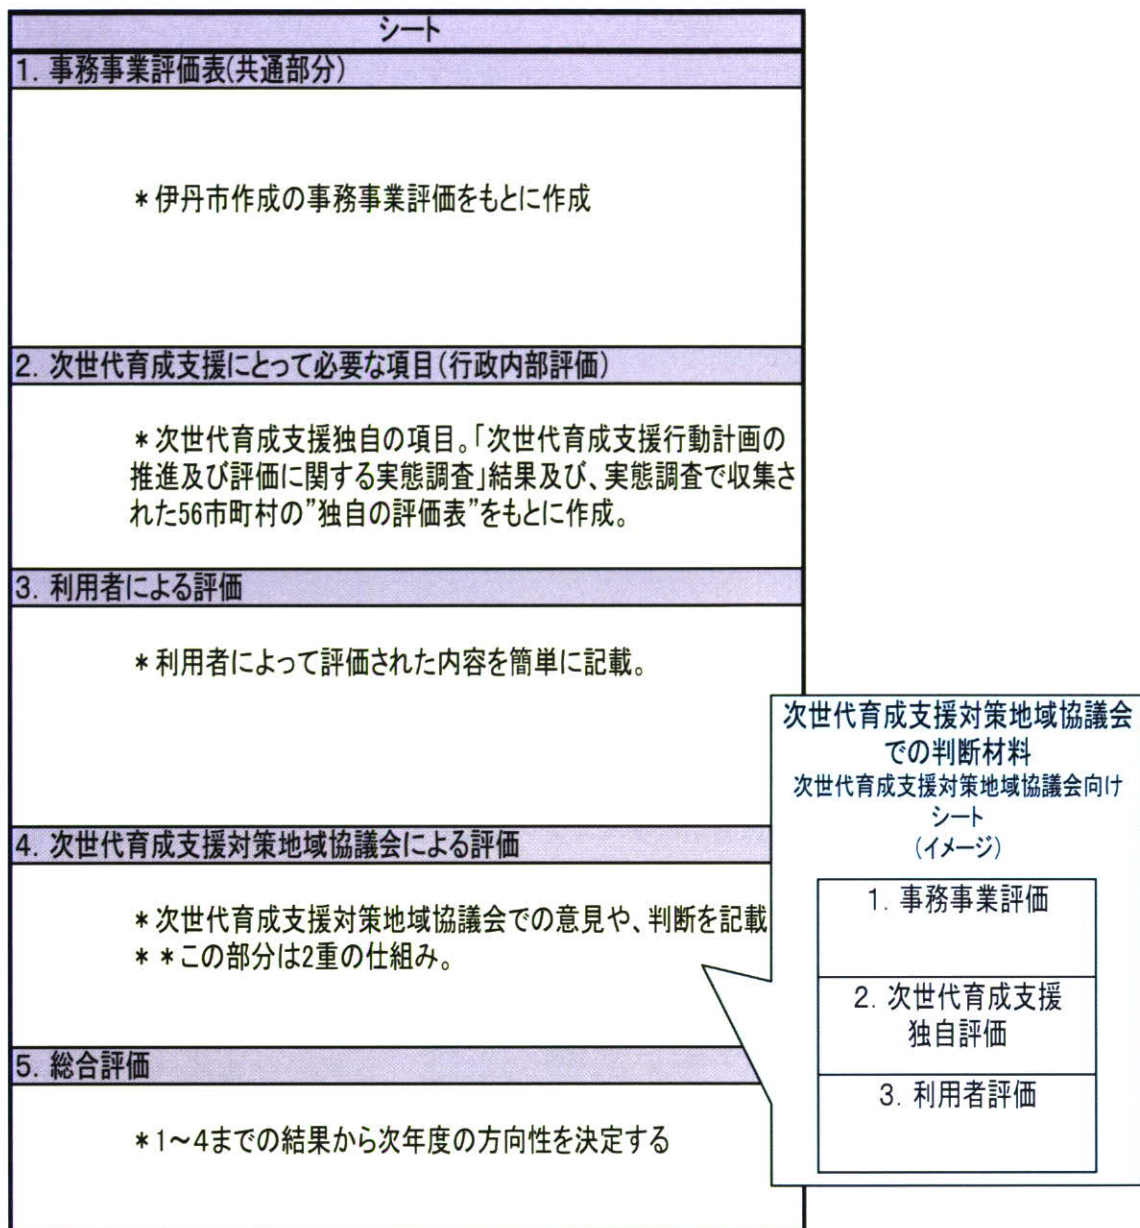 シート
1. 事務事業評価表(共通部分)
＊伊丹市作成の事務事業評価をもとに作成
2. 次世代育成支援にとって必要な項目(行政内部評価)
＊次世代育成支援独自の項目。「次世代育成支援行動計画の
推進及び評価に関する実態調査」結果及び、実態調査で収集さ
れた56市町村の”独自の評価表”をもとに作成。
3. 利用者による評価
＊利用者によって評価された内容を簡単に記載。
4. 次世代育成支援対策地域協議会による評価
＊次世代育成支援対策地域協議会での意見や、判断を記載
＊＊この部分は2重の仕組み。
5. 総合評価
＊1～4までの結果から次年度の方向性を決定する
次世代育成支援対策地域協議会
での判断材料
次世代育成支援対策地域協議会向け
シート
(イメージ)
1. 事務事業評価
2. 次世代育成支援
独自評価
3. 利用者評価